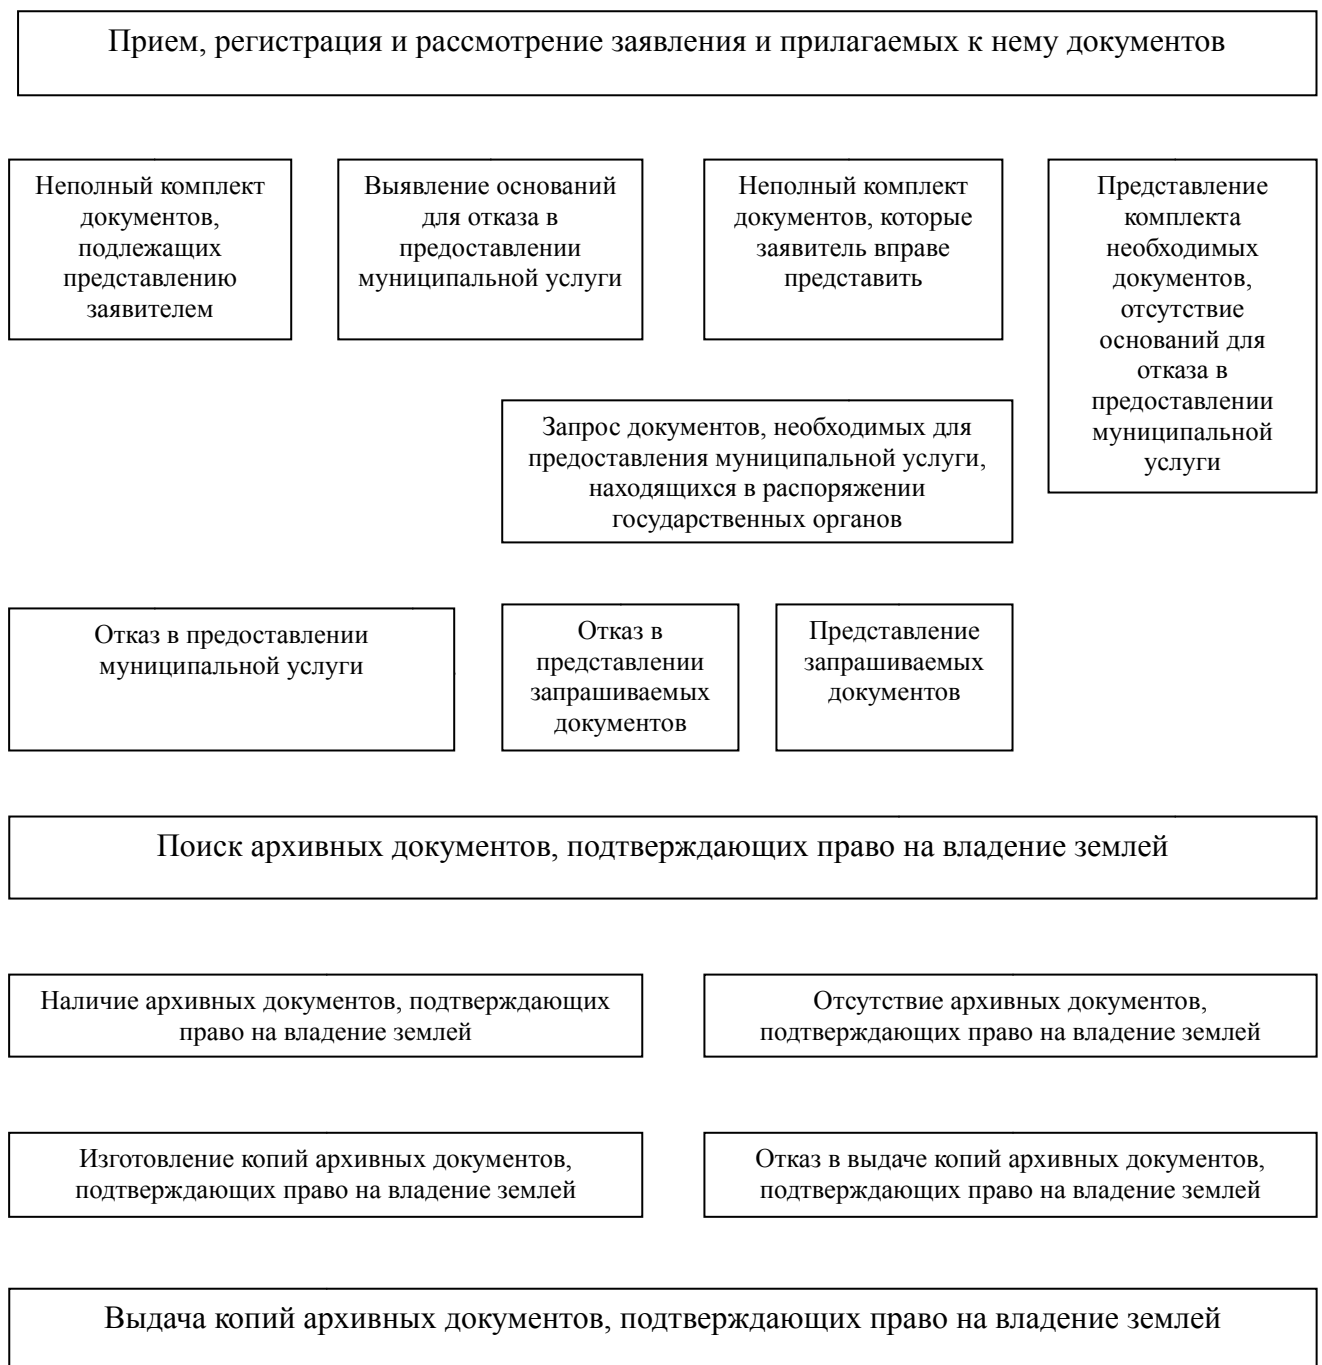 Прием, регистрация и рассмотрение заявления и прилагаемых к нему документов
Неполный комплект
документов,
подлежащих
представлению
заявителем
Выявление оснований
для отказа в
предоставлении
муниципальной услуги
Неполный комплект
документов, которые
заявитель вправе
представить
Представление
комплекта
необходимых
документов,
отсутствие
оснований для
отказа в
предоставлении
муниципальной
услуги
Запрос документов, необходимых для
предоставления муниципальной услуги,
находящихся в распоряжении
государственных органов
Отказ в предоставлении
муниципальной услуги
Отказ в
представлении
запрашиваемых
документов
Представление
запрашиваемых
документов
Поиск архивных документов, подтверждающих право на владение землей
Наличие архивных документов, подтверждающих
право на владение землей
Отсутствие архивных документов,
подтверждающих право на владение землей
Изготовление копий архивных документов,
подтверждающих право на владение землей
Отказ в выдаче копий архивных документов,
подтверждающих право на владение землей
Выдача копий архивных документов, подтверждающих право на владение землей